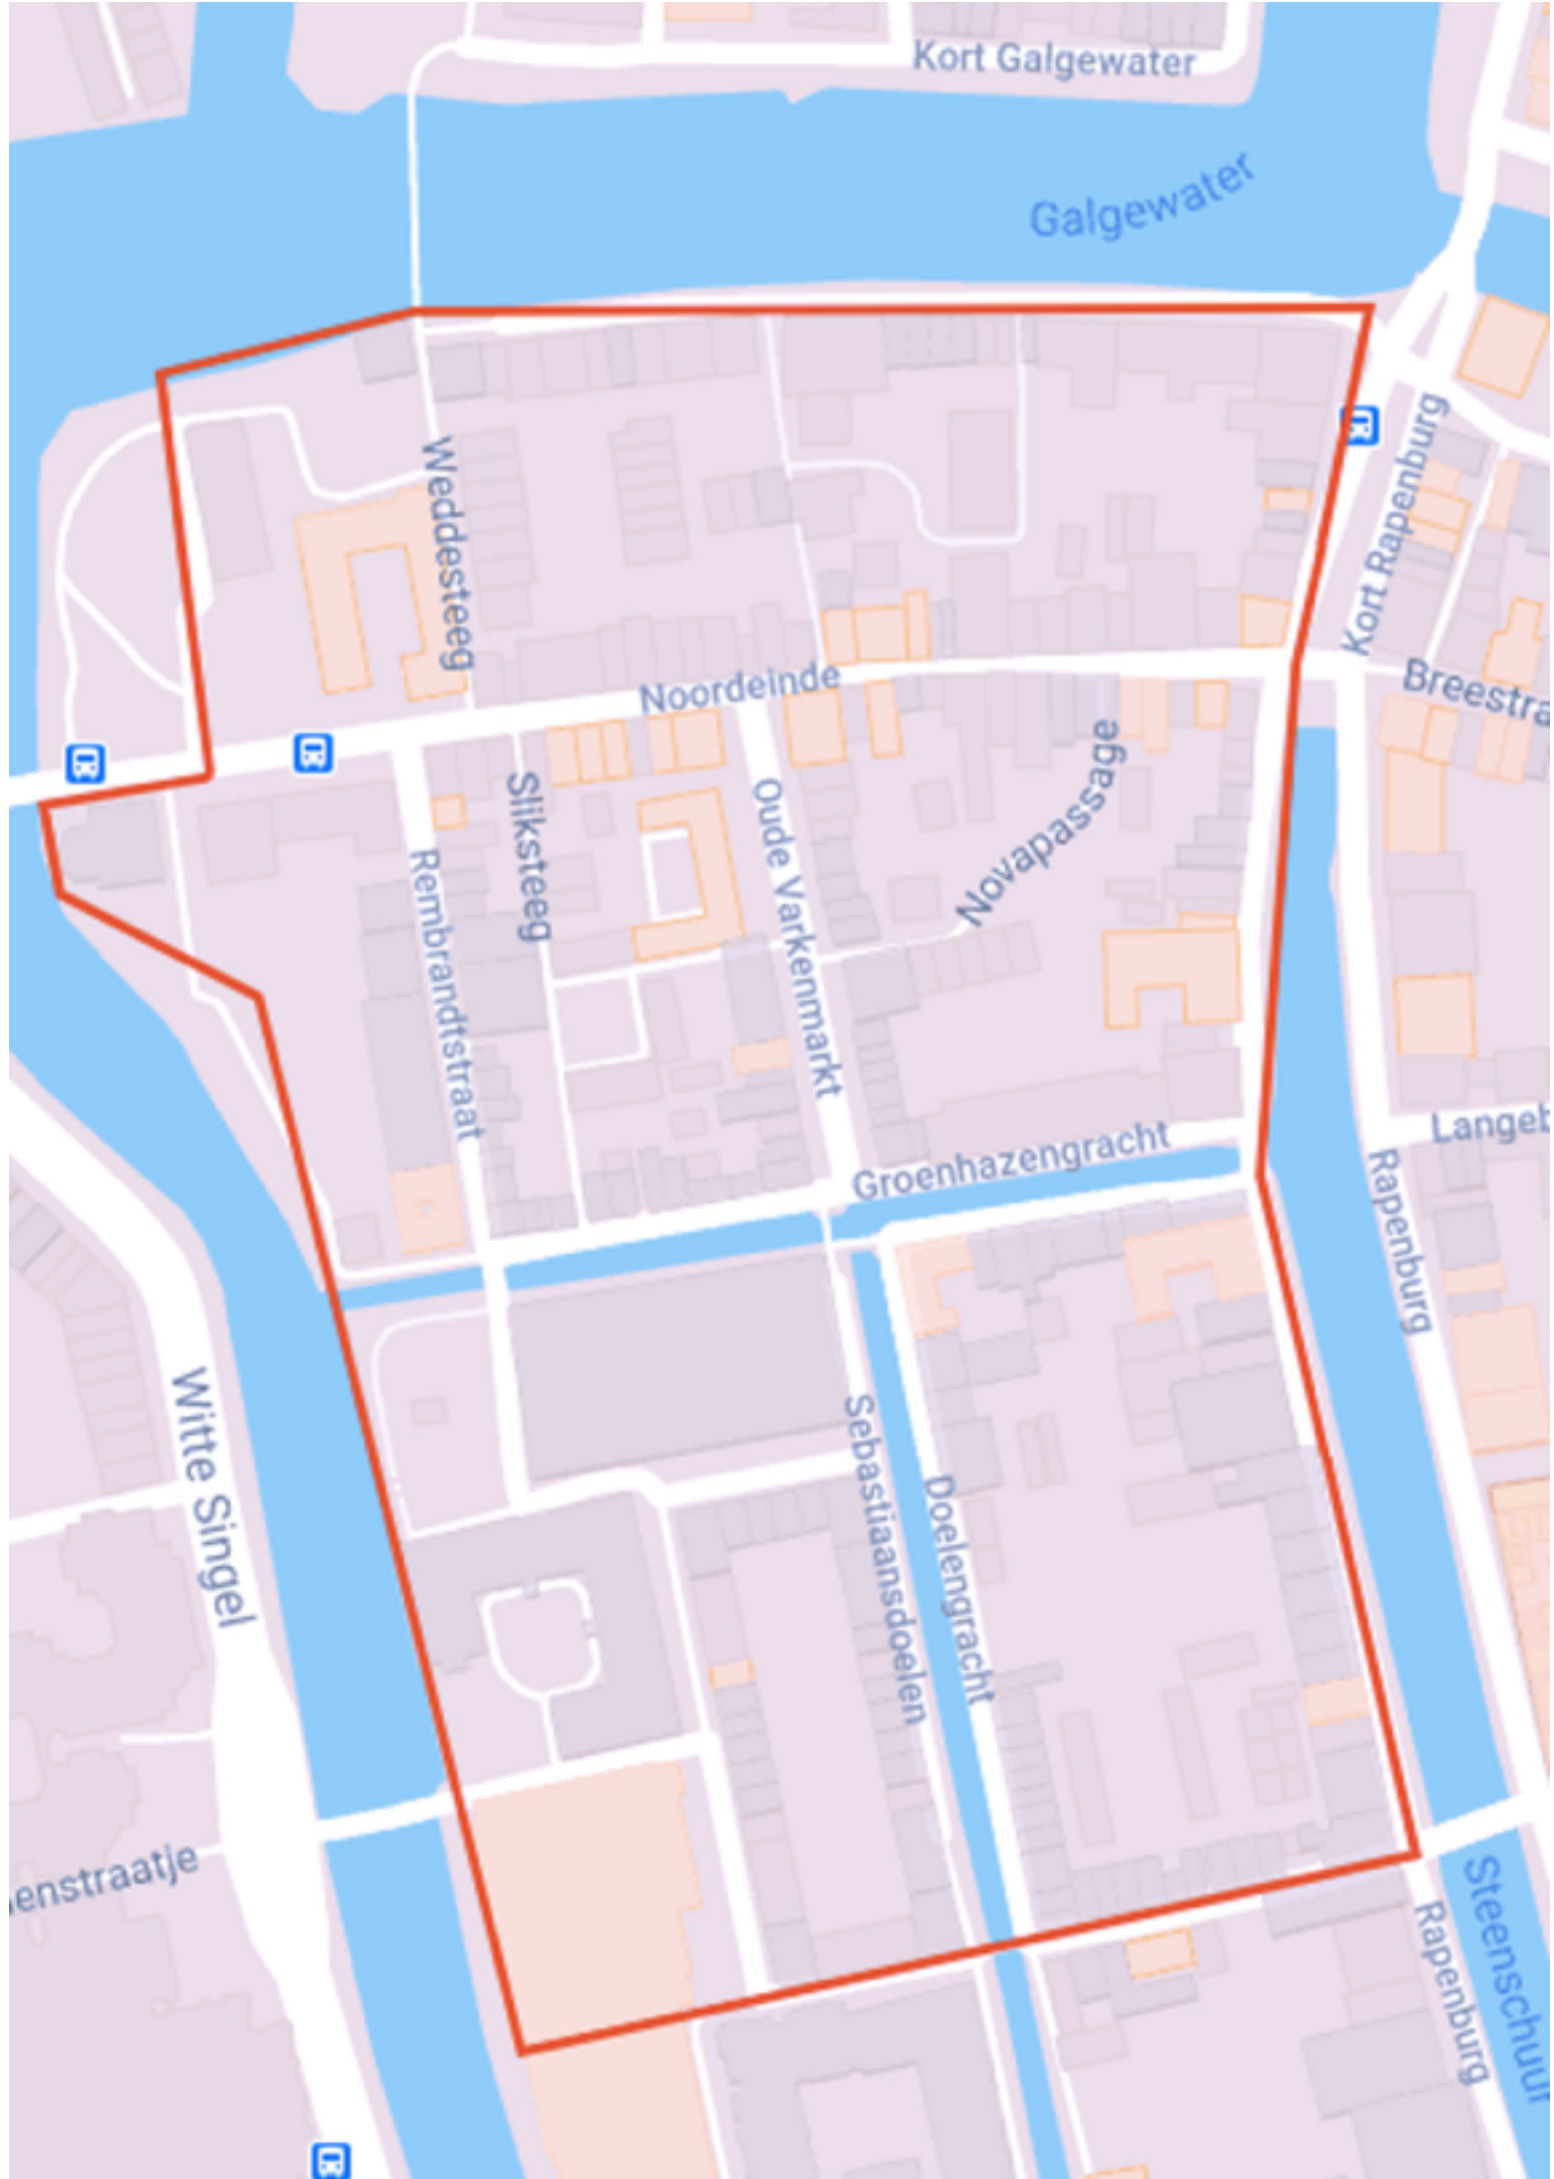 Kort Galgewater
Galgewater
Weddesteeg
Kort Rapenburg
Noordeinde
Breestra
Novapassage
Sliksteeg
Oude Varkenmarkt
Rembrandtstraat
Groenhazengracht
Langeb
Rapenburg
Witte Singel
Sebastiaansdoelen
Doelengracht
enstraatje
Steenschuur
Rapenburg